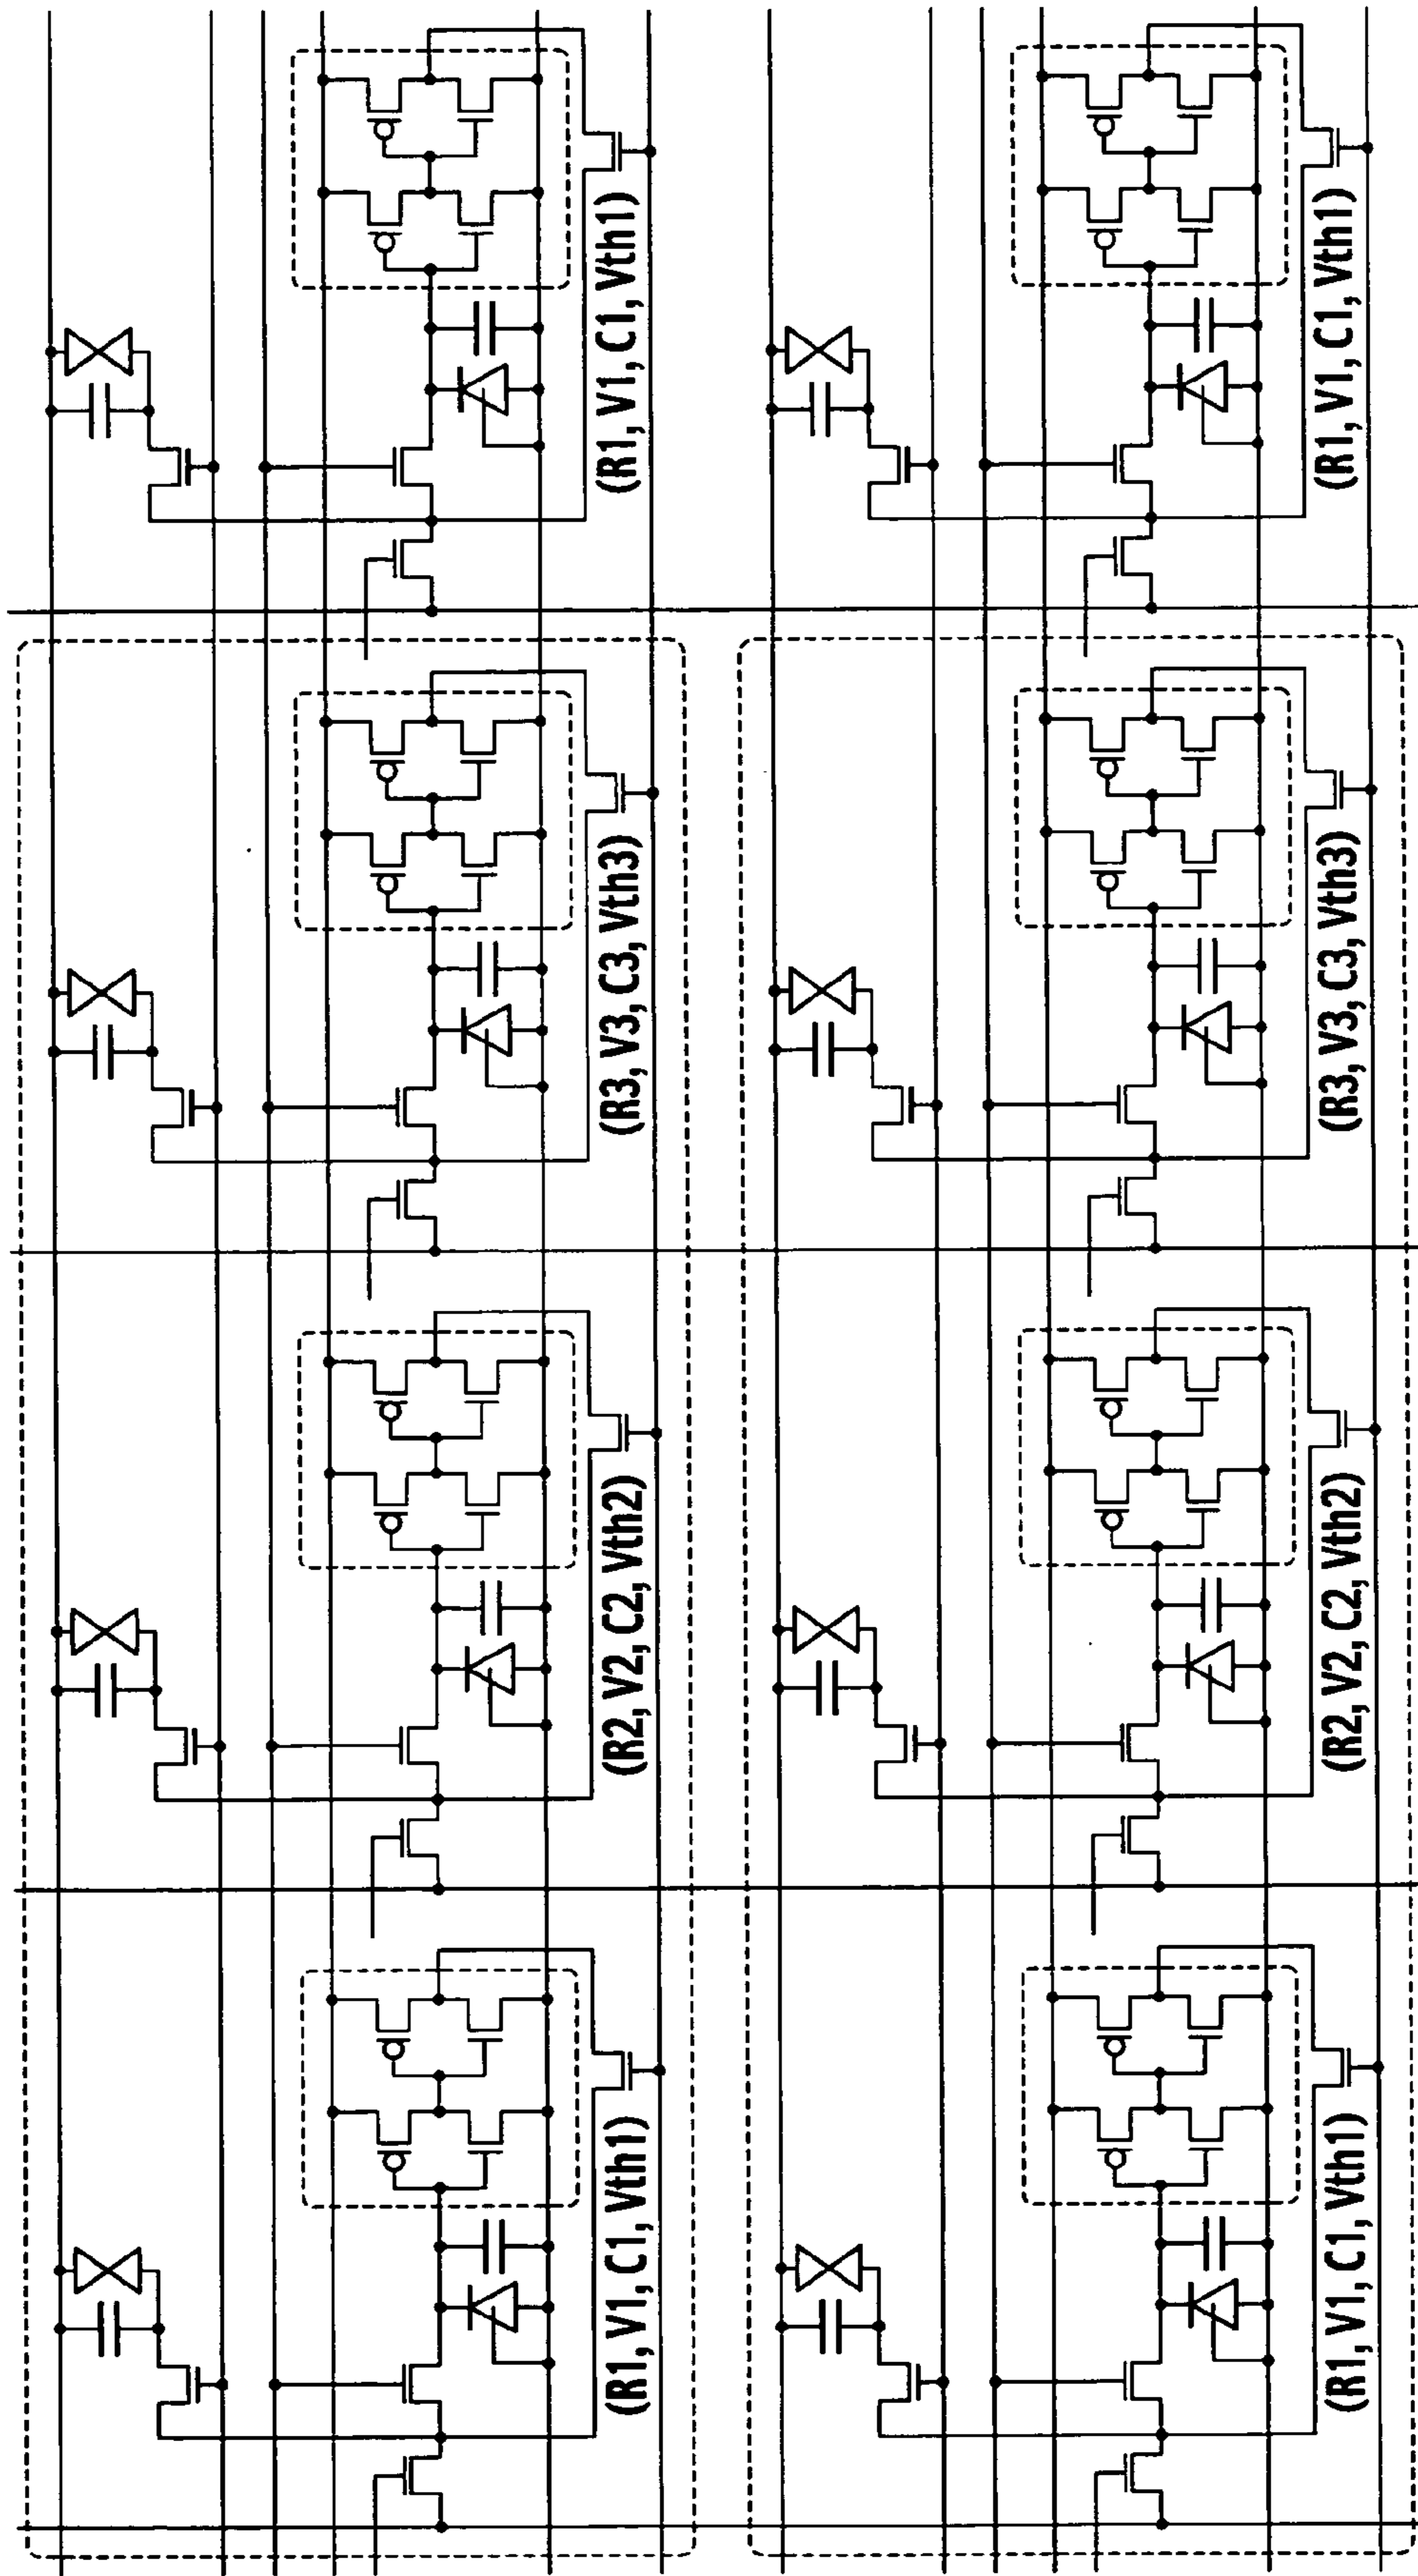 (R1, V1, C1, Vth1)
(R2, V2, C2, Vth2)
(R3, V3, C3, Vth3)
(R1, V1, C1, Vth1)
(R1, V1, C1, Vth1)
(R2, V2, C2, Vth2)
(R3, V3, C3, Vth3)
(R1, V1, C1, Vth1)